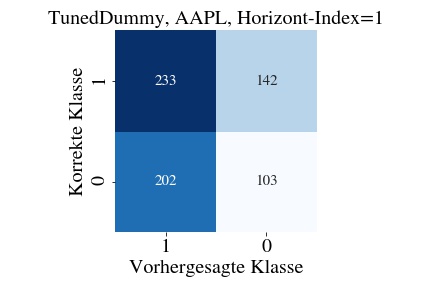 TunedDummy, AAPL, Horizont-Index=1
Korrekte Klasse
1
233
142
0
202
103
1
0
Vorhergesagte Klasse